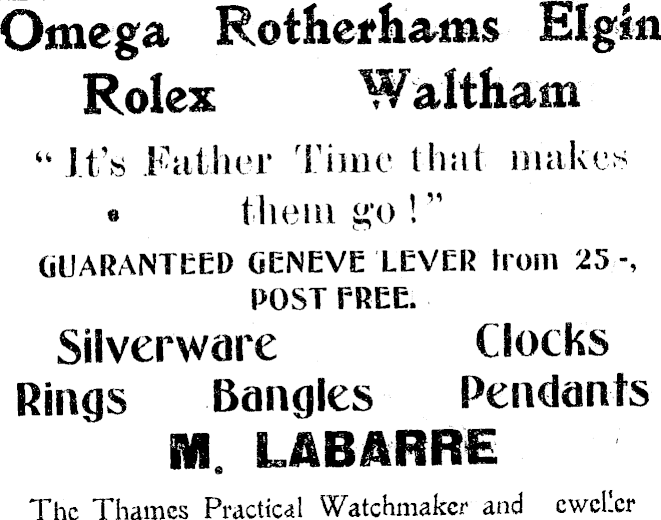 Omega Rotherhams Elgin
Rolex Waltham
"It's Father Time that makes
them go!"
GUARANTEED GENEVE LEVER from 25-,
POST FREE.
Silverware Clocks
Rings Bangles Pendants
M. LABARRE
The Thames Practical Watchmaker and eweller